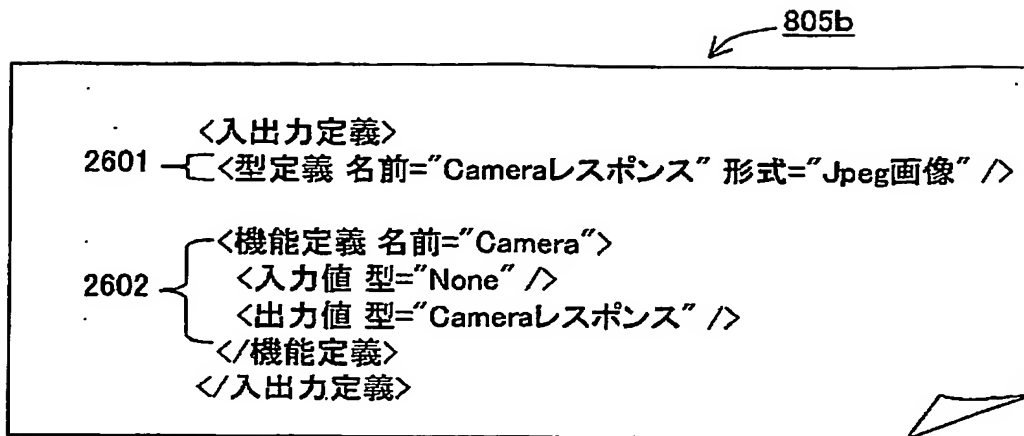 805b
<入出力定義>
2601 <型定義 名前="Cameraレスポンス" 形式="Jpeg画像" />
<機能定義 名前="Camera">
2602 <入力値 型="None" />
<出力値 型="Cameraレスポンス" />
</機能定義>
</入出力定義>